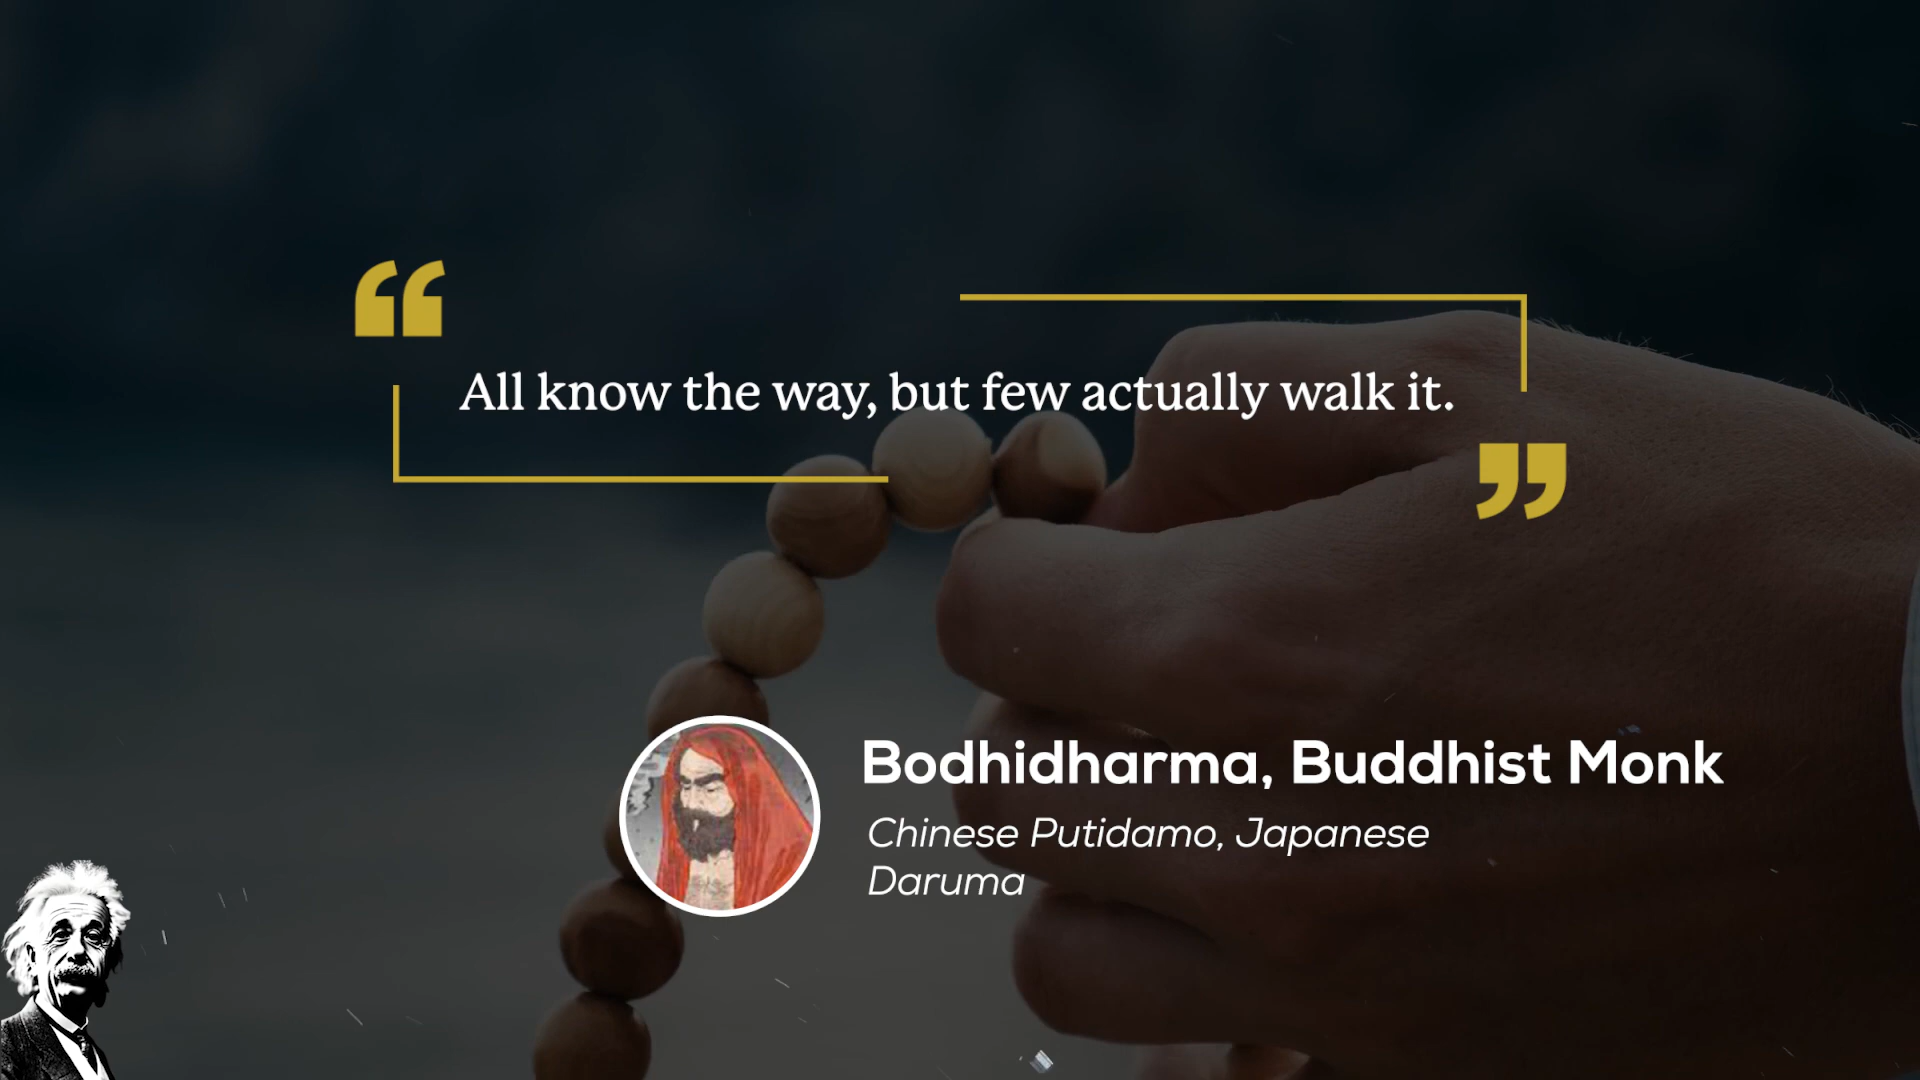 “
All know the way, but few actually walk it.
”
Bodhidharma, Buddhist Monk
Chinese Putidamo, Japanese
Daruma